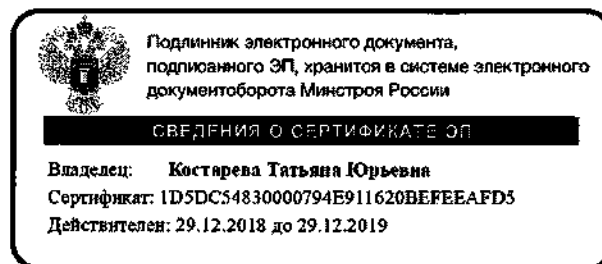 Подлинник электронного документа,
подписанного ЭП, хранится в системе электронного
документоборота Минстроя России
СВЕДЕНИЯ О СЕРТИФИКАТЕ ЭП
Владелец: Костарева Татьяна Юрьевна
Сертификат: 1D5DC54830000794E911620BEFEEAFD5
Действителен: 29.12.2018 до 29.12.2019